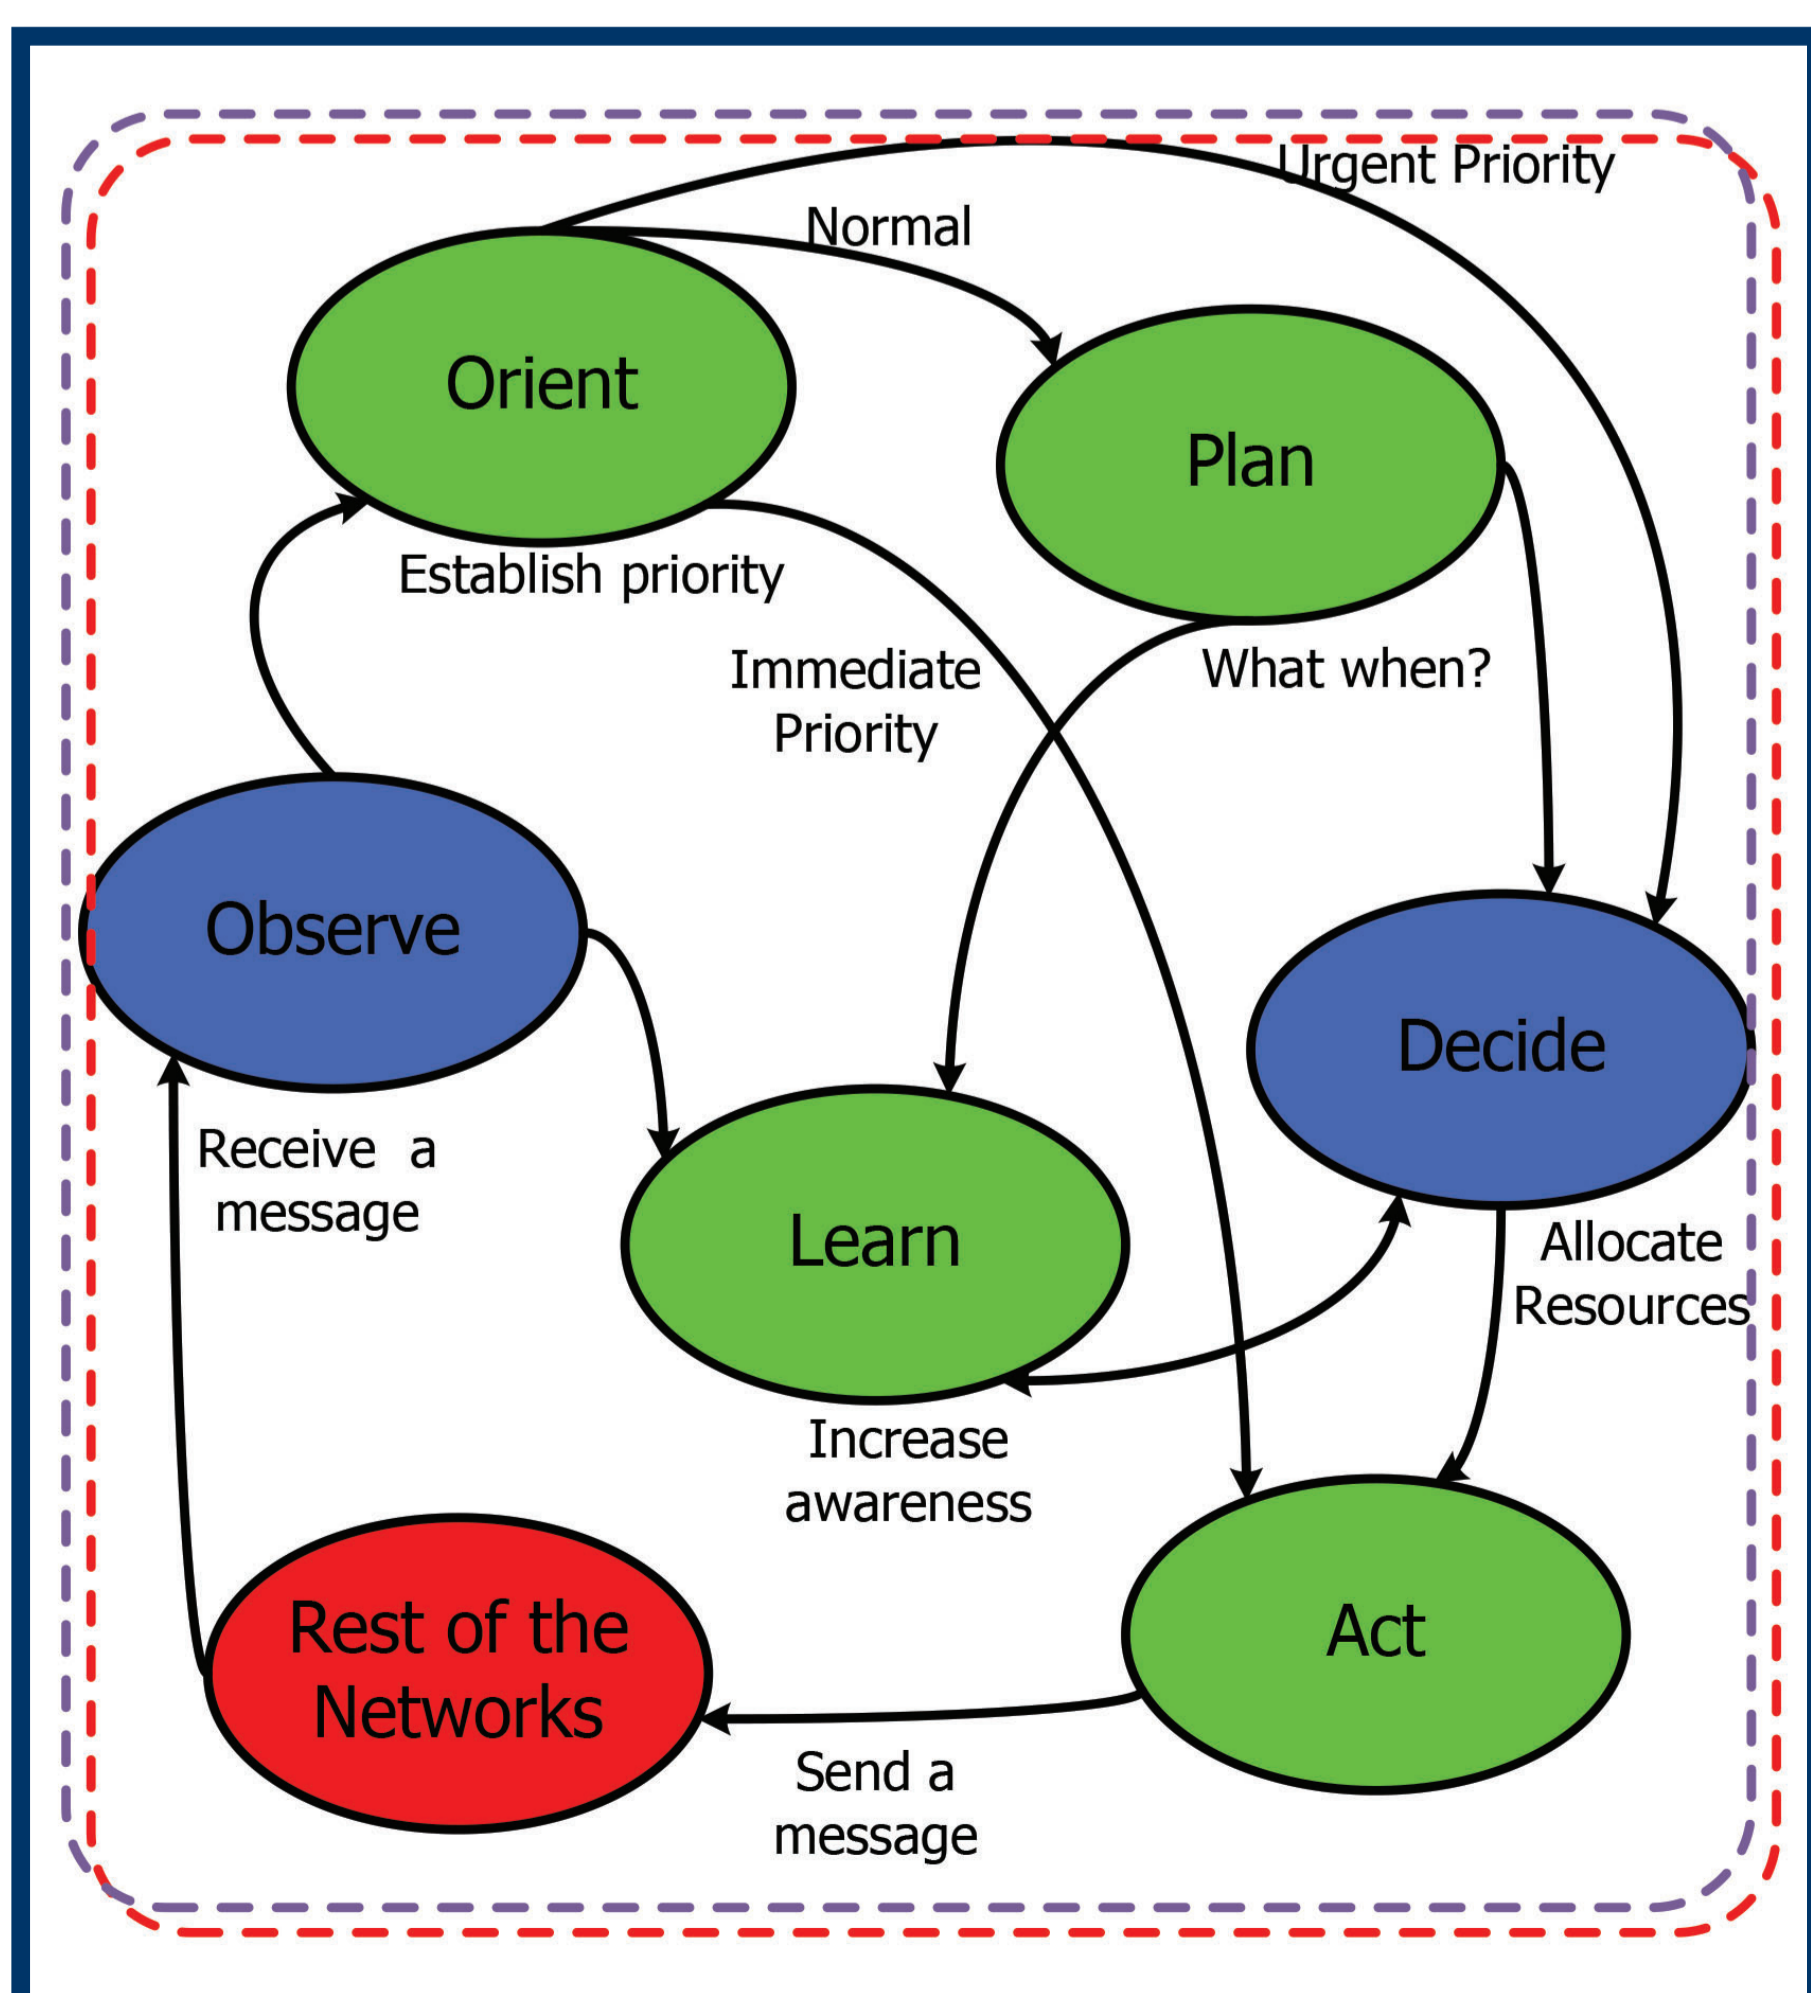 Urgent Priority
Normal
Orient
Plan
Establish priority
Immediate
Priority
What when?
Observe
Decide
Receive a
message
Learn
Allocate
Resources
Increase
awareness
Rest of the
Networks
Act
Send a
message